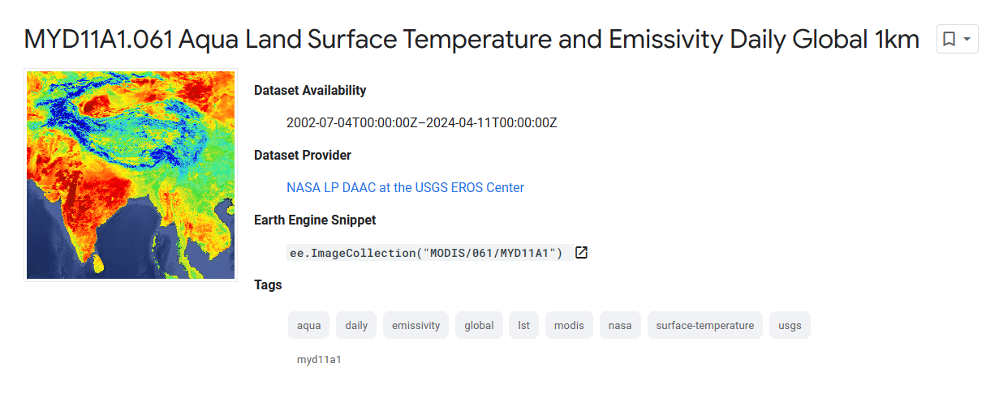 MYD11A1.061 Aqua Land Surface Temperature and Emissivity Daily Global 1km
Dataset Availability
2002-07-04T00:00:00Z–2024-04-11T00:00:00Z
Dataset Provider
NASA LP DAAC at the USGS EROS Center
Earth Engine Snippet
ee.ImageCollection("MODIS/061/MYD11A1")
Tags
aqua daily emissivity global lst modis nasa surface-temperature usgs
myd11a1